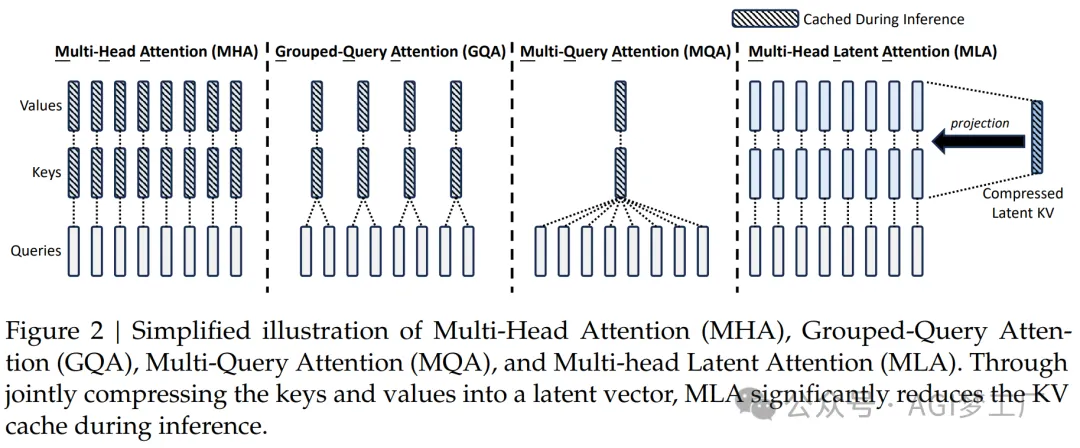 Cached During Inference
Multi-Head Attention (MHA)
Grouped-Query Attention (GQA)
Multi-Query Attention (MQA)
Multi-Head Latent Attention (MLA)
Values
Keys
Queries
projection
Compressed
Latent KV
Figure 2 | Simplified illustration of Multi-Head Attention (MHA), Grouped-Query Atten-
tion (GQA), Multi-Query Attention (MQA), and Multi-head Latent Attention (MLA). Through
jointly compressing the keys and values into a latent vector, MLA significantly reduces the KV
cache during inference.
公众号 · AGI梦工厂